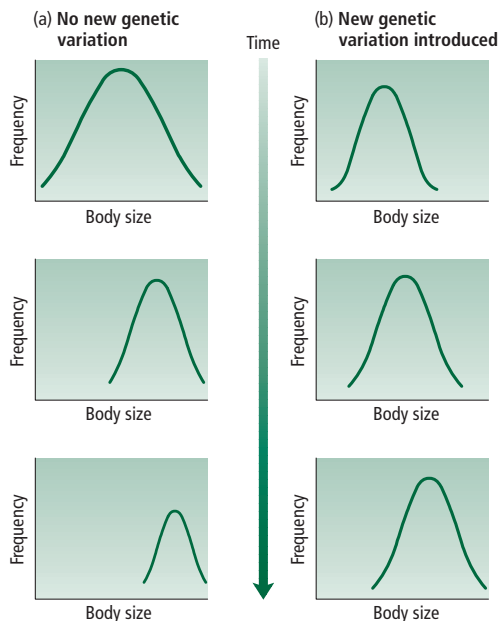 (a) No new genetic
variation
Time
(b) New genetic
variation introduced
Frequency
Body size
Frequency
Body size
Frequency
Body size
Frequency
Body size
Frequency
Body size
Frequency
Body size